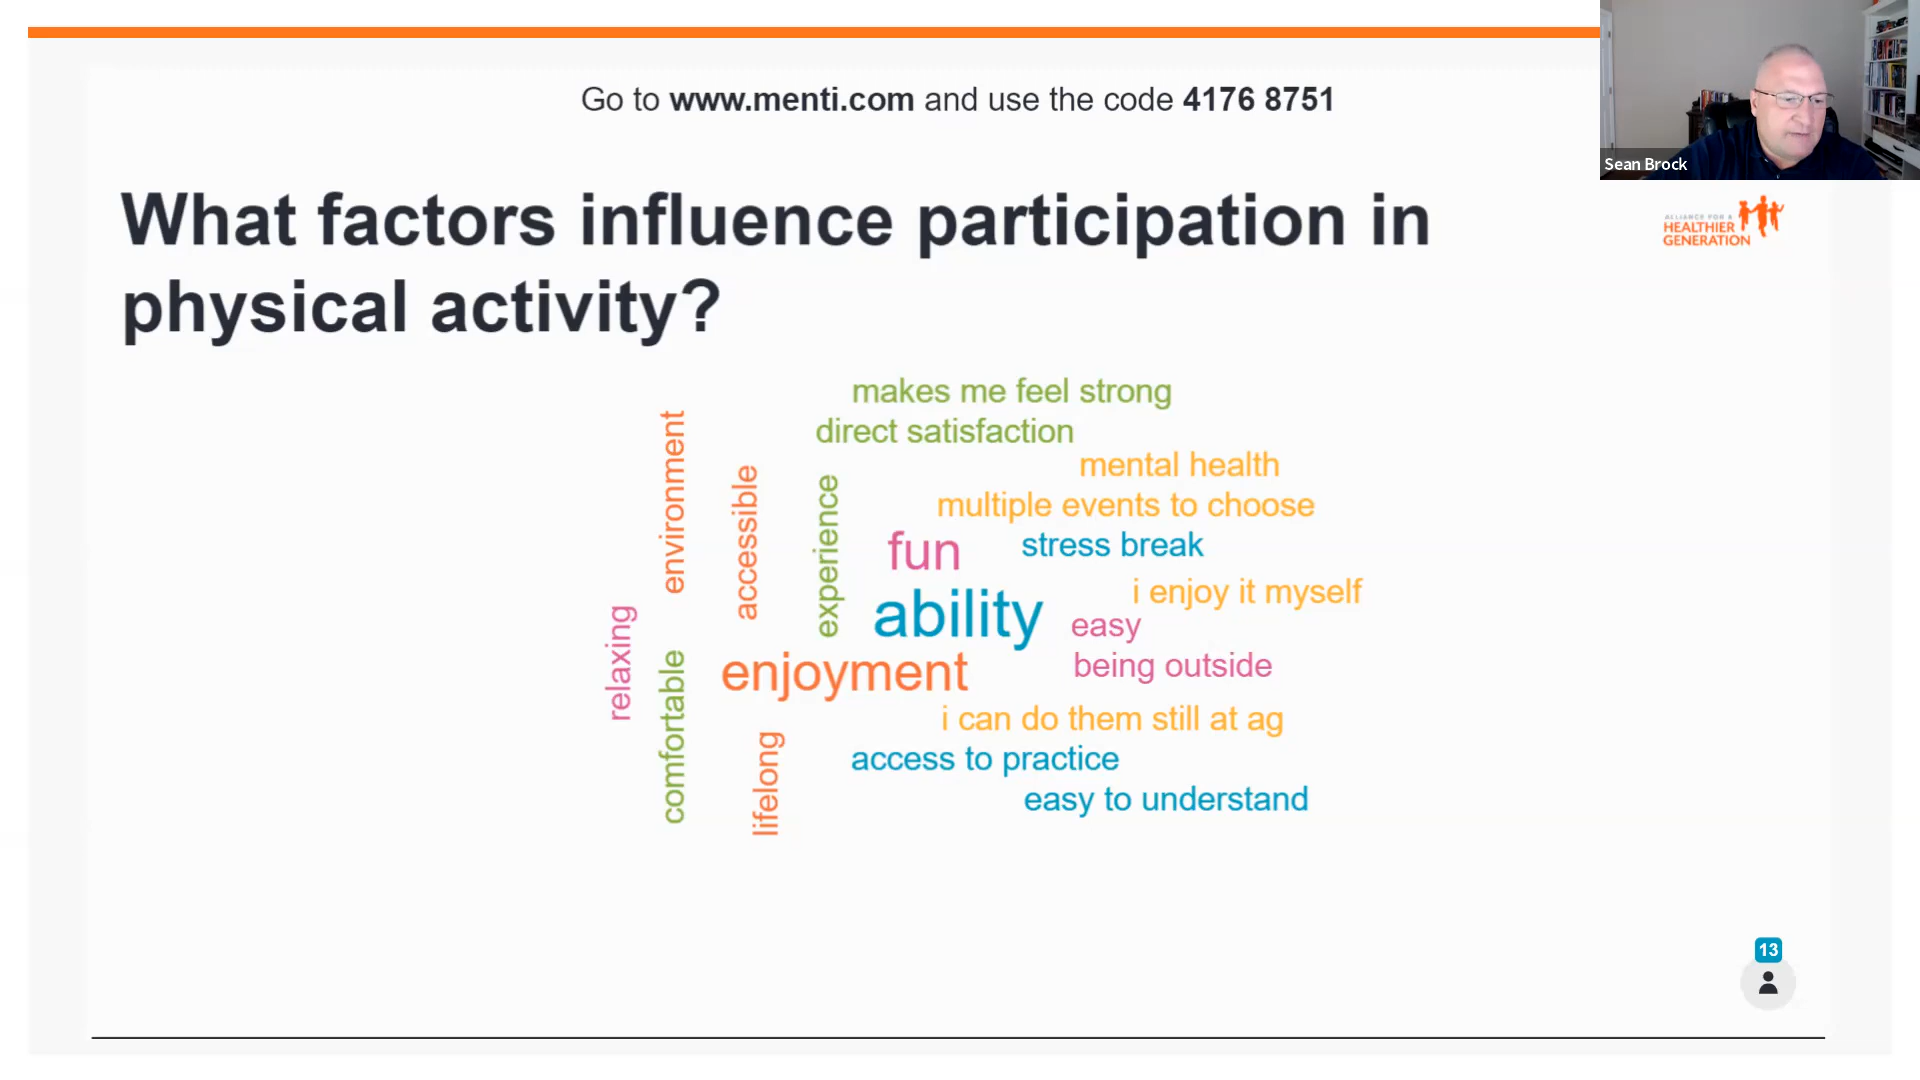 Go to www.menti.com and use the code 4176 8751
Sean Brock
What factors influence participation in
physical activity?
ALLIANCE FOR A
HEALTHIER
GENERATION
makes me feel strong
direct satisfaction
environment
accessible
experience
mental health
multiple events to choose
fun
stress break
i enjoy it myself
ability
easy
relaxing
comfortable
enjoyment
being outside
i can do them still at ag
lifelong
access to practice
easy to understand
13